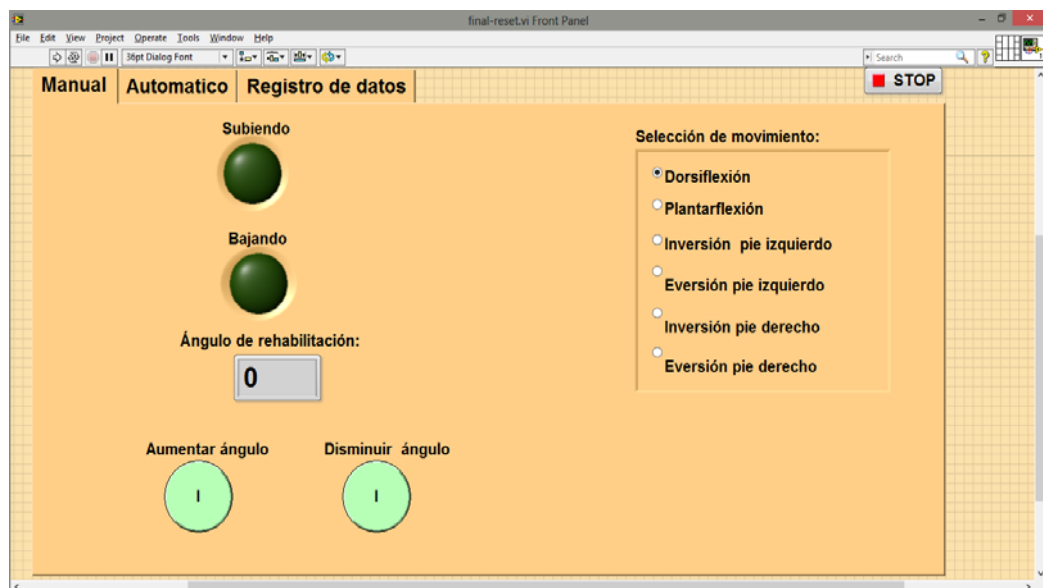 final-reset.vi Front Panel
File Edit View Project Operate Tools Window Help
36pt Dialog Font
Search
?
Manual Automatico Registro de datos
STOP
Subiendo
Bajando
Ángulo de rehabilitación:
0
Aumentar ángulo
Disminuir ángulo
I
I
Selección de movimiento:
Dorsiflexión
Plantarflexión
Inversión pie izquierdo
Eversión pie izquierdo
Inversión pie derecho
Eversión pie derecho